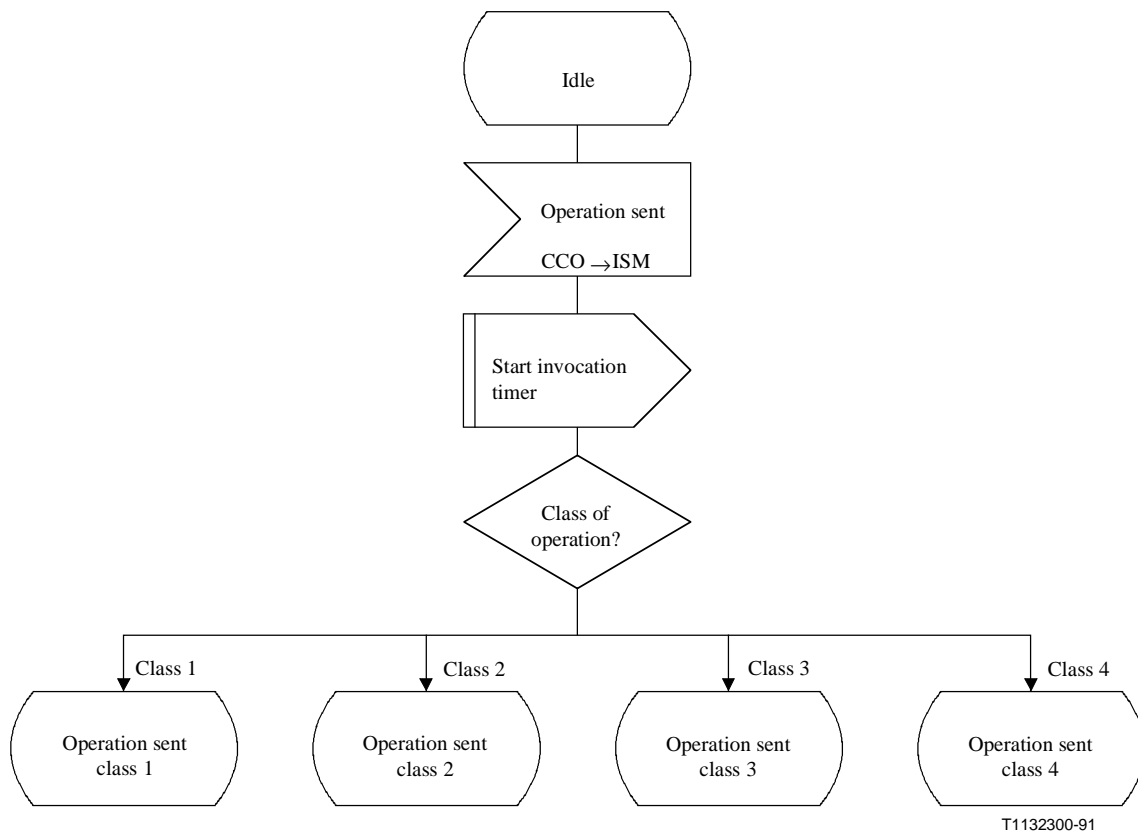 Idle
Operation sent
CCO →ISM
Start invocation
timer
Class of
operation?
Class 1
Class 2
Class 3
Class 4
Operation sent
class 1
Operation sent
class 2
Operation sent
class 3
Operation sent
class 4
T1132300-91